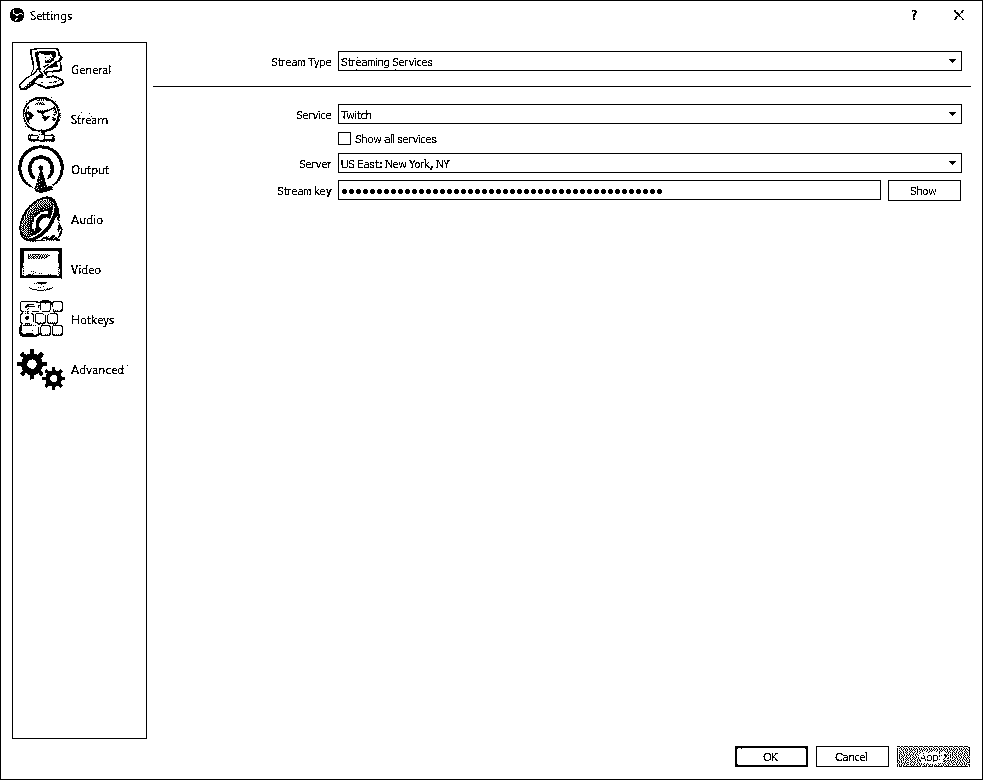 Settings
?
General
Stream
Output
Audio
Video
Hotkeys
Advanced
Stream Type Streaming Services
Service Twitch
Show all services
Server US East: New York, NY
Stream key ●●●●●●●●●●●●●●●●●●●●●●●●●●●●●●●●●●●●●●●●●●●●●● Show
OK Cancel Apply